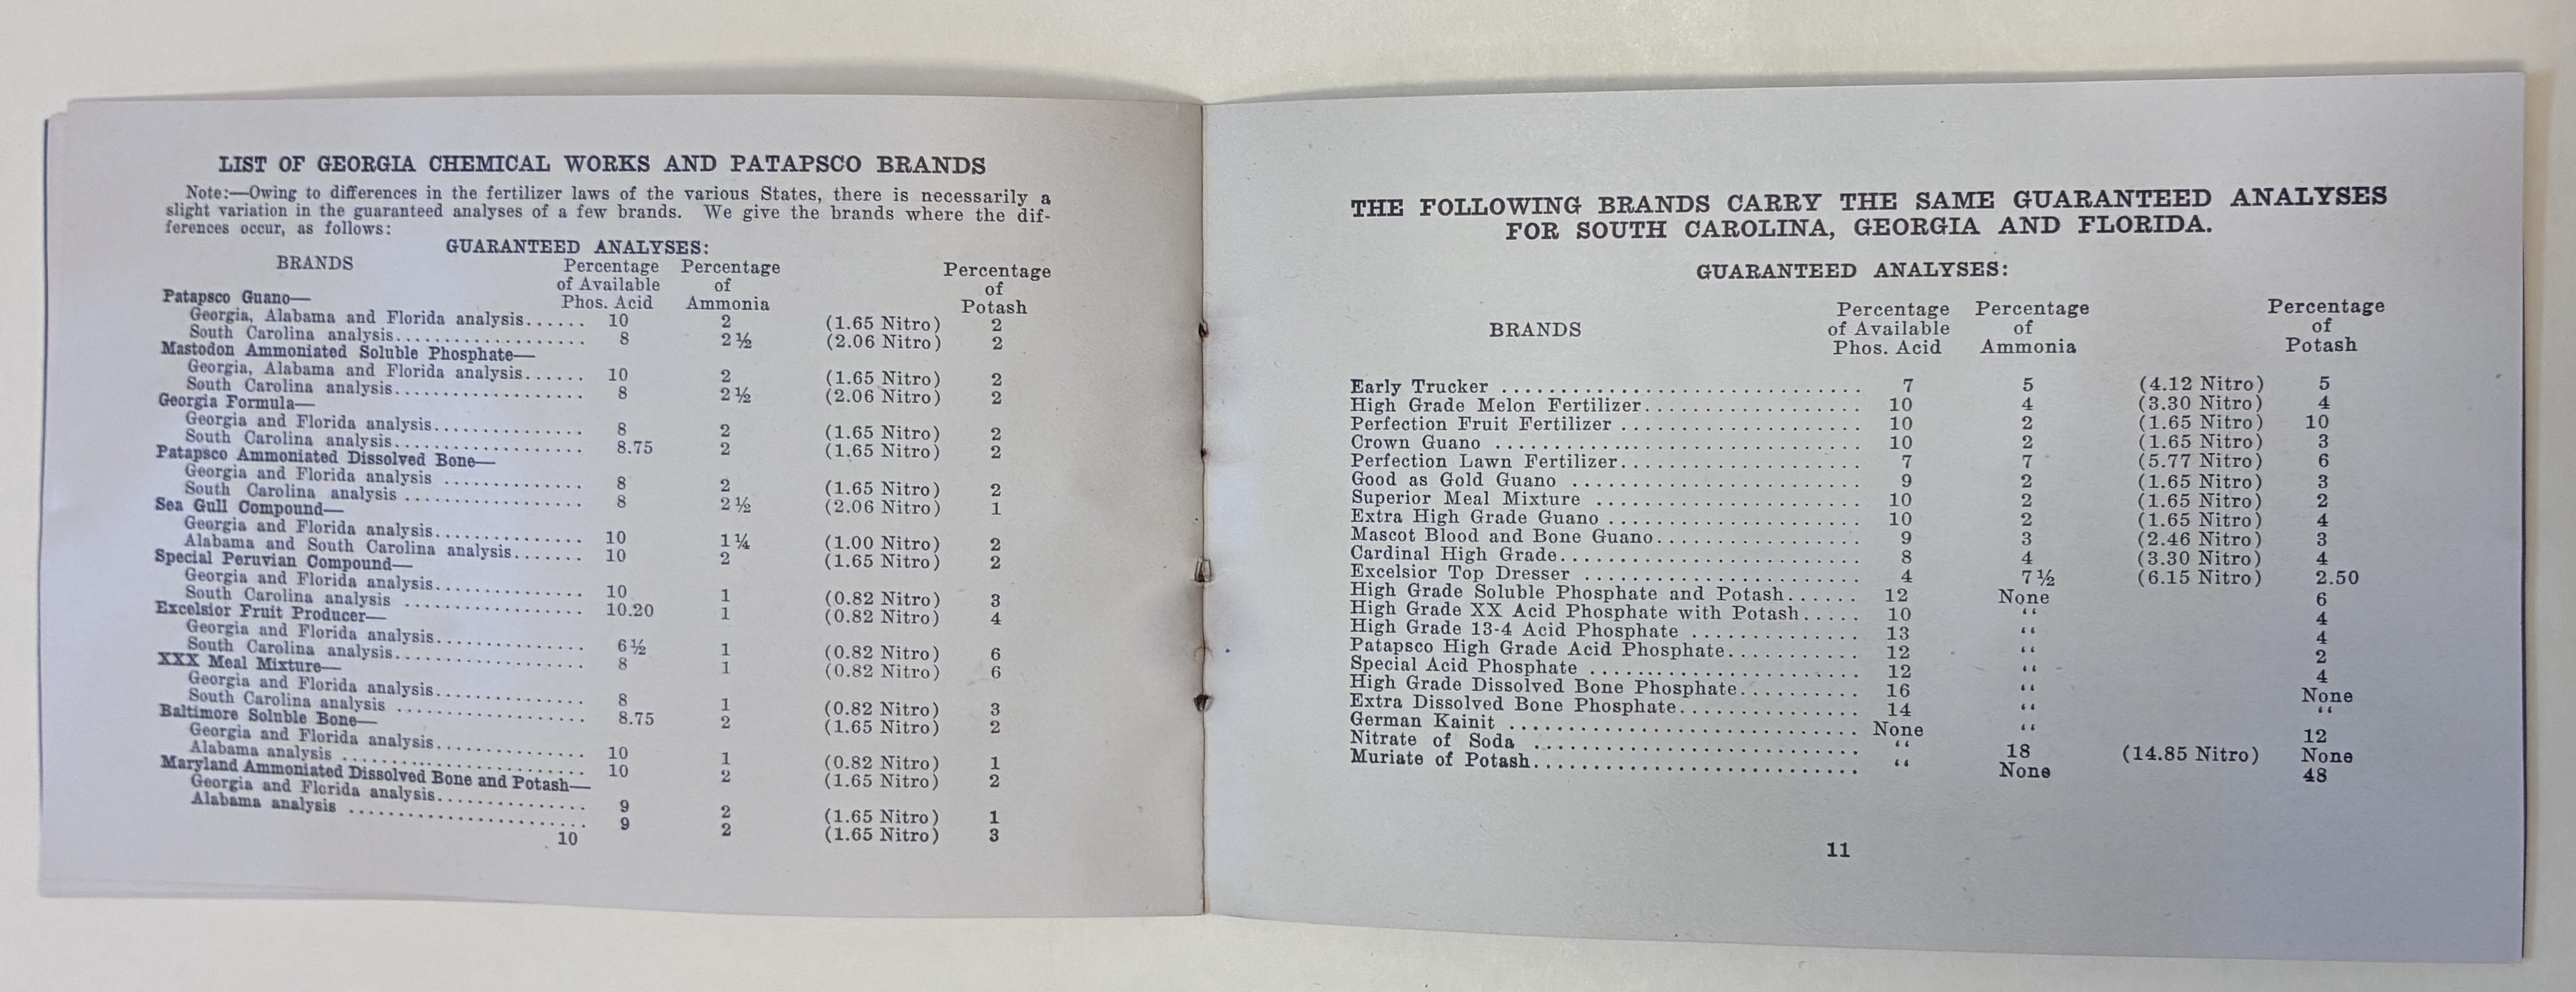 LIST OF GEORGIA CHEMICAL WORKS AND PATAPSCO BRANDS
Note:—Owing to differences in the fertilizer laws of the various States, there is necessarily a
slight variation in the guaranteed analyses of a few brands. We give the brands where the dif-
ferences occur, as follows:
GUARANTEED ANALYSES:
BRANDS Percentage of Available Phos. Acid Percentage of Ammonia Percentage of Potash
Patapsco Guano—
Georgia, Alabama and Florida analysis...... 10 2 (1.65 Nitro) 2
South Carolina analysis................... 8 2½ (2.06 Nitro) 2
Mastodon Ammoniated Soluble Phosphate—
Georgia, Alabama and Florida analysis...... 10 2 (1.65 Nitro) 2
South Carolina analysis................... 8 2½ (2.06 Nitro) 2
Georgia Formula—
Georgia and Florida analysis............... 8 2 (1.65 Nitro) 2
South Carolina analysis................... 8.75 2 (1.65 Nitro) 2
Patapsco Ammoniated Dissolved Bone—
Georgia and Florida analysis .............. 8 2 (1.65 Nitro) 2
South Carolina analysis .................. 8 2½ (2.06 Nitro) 1
Sea Gull Compound—
Georgia and Florida analysis............... 10 1¼ (1.00 Nitro) 2
Alabama and South Carolina analysis....... 10 2 (1.65 Nitro) 2
Special Peruvian Compound—
Georgia and Florida analysis............... 10 1 (0.82 Nitro) 3
South Carolina analysis .................. 10.20 1 (0.82 Nitro) 4
Excelsior Fruit Producer—
Georgia and Florida analysis............... 6½ 1 (0.82 Nitro) 6
South Carolina analysis................... 8 1 (0.82 Nitro) 6
XXX Meal Mixture—
Georgia and Florida analysis............... 8 1 (0.82 Nitro) 3
South Carolina analysis ................... 8.75 2 (1.65 Nitro) 2
Baltimore Soluble Bone—
Georgia and Florida analysis............... 10 1 (0.82 Nitro) 1
Alabama analysis ........................ 10 2 (1.65 Nitro) 2
Maryland Ammoniated Dissolved Bone and Potash—
Georgia and Florida analysis............... 9 2 (1.65 Nitro) 1
Alabama analysis ........................ 9 2 (1.65 Nitro) 3
10
THE FOLLOWING BRANDS CARRY THE SAME GUARANTEED ANALYSES
FOR SOUTH CAROLINA, GEORGIA AND FLORIDA.
GUARANTEED ANALYSES:
BRANDS Percentage of Available Phos. Acid Percentage of Ammonia Percentage of Potash
Early Trucker ................................ 7 5 (4.12 Nitro) 5
High Grade Melon Fertilizer................... 10 4 (3.30 Nitro) 4
Perfection Fruit Fertilizer ..................... 10 2 (1.65 Nitro) 10
Crown Guano ................................ 10 2 (1.65 Nitro) 3
Perfection Lawn Fertilizer..................... 7 7 (5.77 Nitro) 6
Good as Gold Guano ......................... 9 2 (1.65 Nitro) 3
Superior Meal Mixture ....................... 10 2 (1.65 Nitro) 2
Extra High Grade Guano ...................... 10 2 (1.65 Nitro) 4
Mascot Blood and Bone Guano.................. 9 3 (2.46 Nitro) 3
Cardinal High Grade........................... 8 4 (3.30 Nitro) 4
Excelsior Top Dresser ........................ 4 7½ (6.15 Nitro) 2.50
High Grade Soluble Phosphate and Potash...... 12 None 6
High Grade XX Acid Phosphate with Potash..... 10 “ 4
High Grade 13-4 Acid Phosphate ............... 13 “ 4
Patapsco High Grade Acid Phosphate........... 12 “ 2
Special Acid Phosphate ....................... 12 “ 4
High Grade Dissolved Bone Phosphate.......... 16 “ None
Extra Dissolved Bone Phosphate................ 14 “ “
German Kainit ............................... None “ 12
Nitrate of Soda .............................. “ 18 (14.85 Nitro) None
Muriate of Potash............................. “ None 48
11